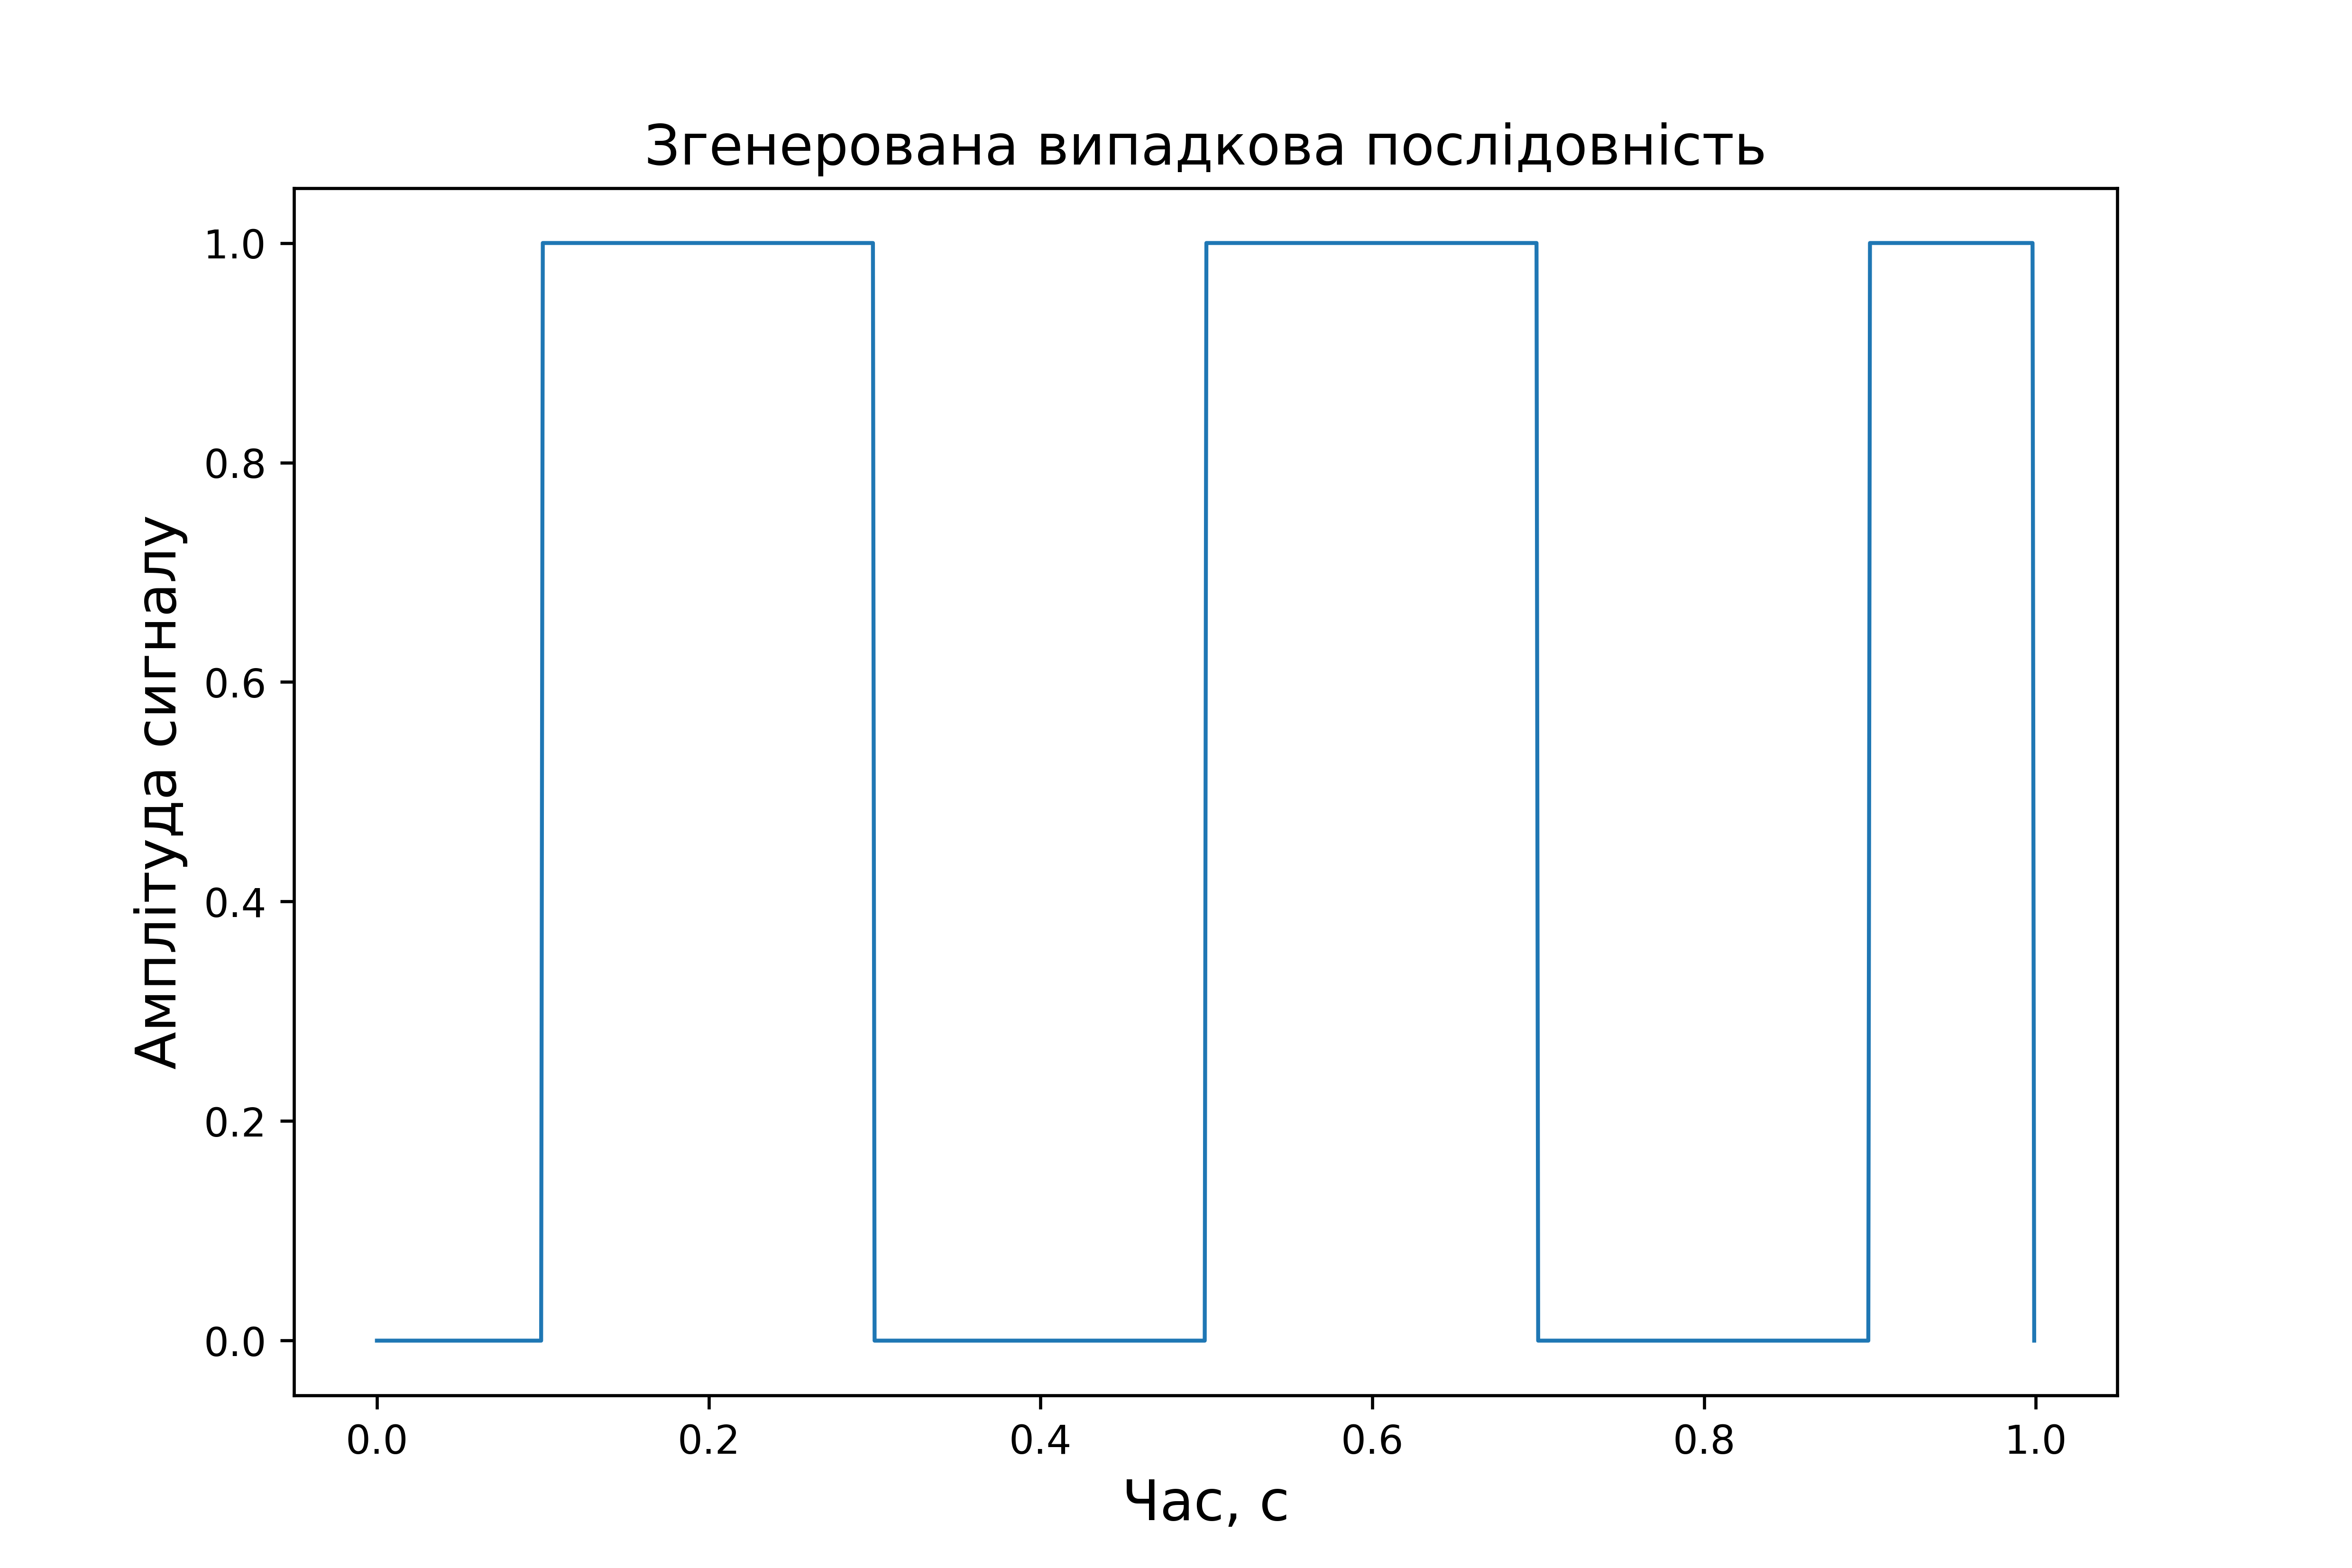 Згенерована випадкова послідовність
Амплітуда сигналу
1.0
0.8
0.6
0.4
0.2
0.0
0.0 0.2 0.4 0.6 0.8 1.0
Час, с